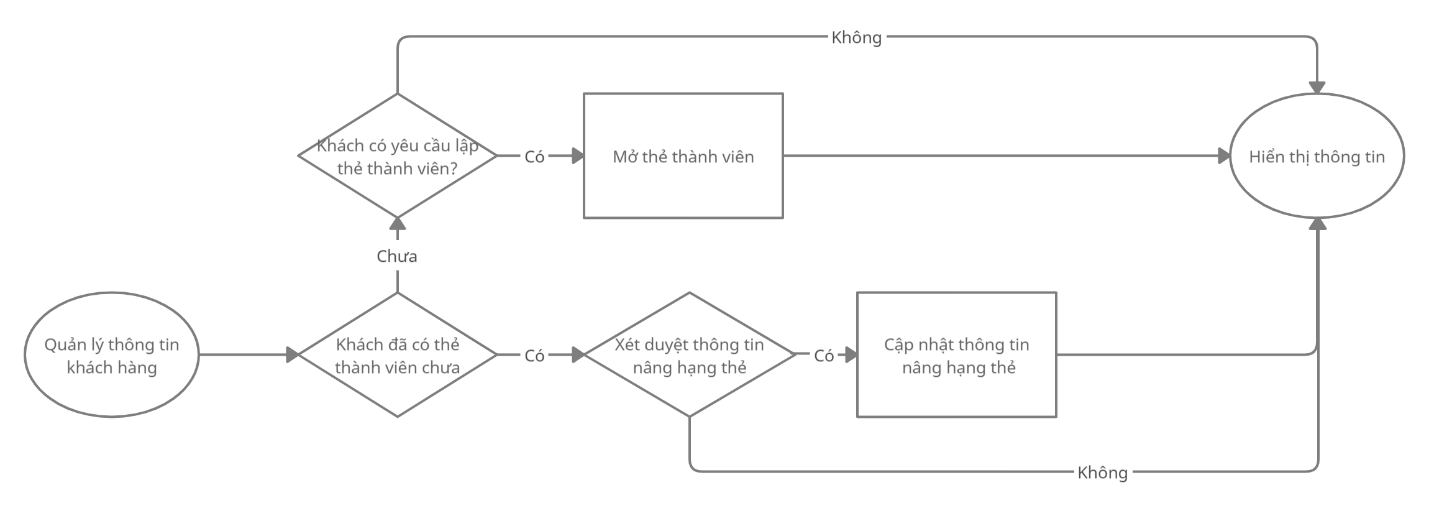 Không
Khách có yêu cầu lập
thẻ thành viên?
Có
Mở thẻ thành viên
Hiển thị thông tin
Chưa
Quản lý thông tin
khách hàng
Khách đã có thẻ
thành viên chưa
Có
Xét duyệt thông tin
nâng hạng thẻ
Có
Cập nhật thông tin
nâng hạng thẻ
Không